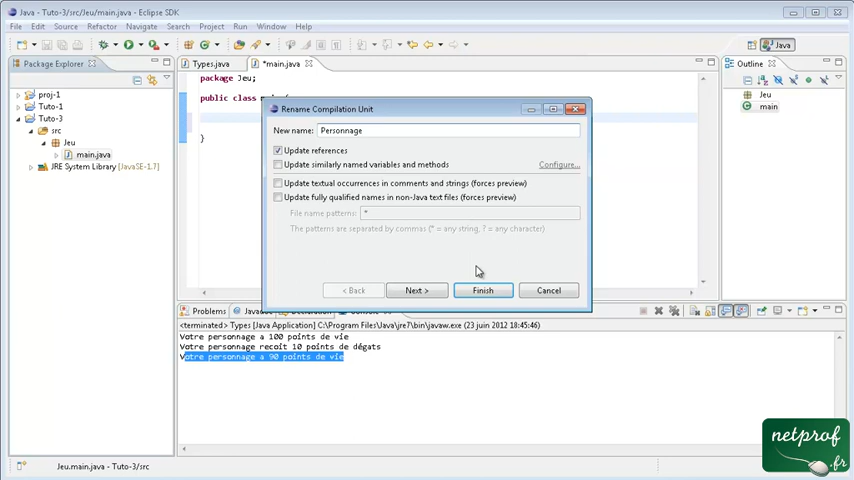 Java - Tuto-3/src/Jeu/main.java - Eclipse SDK
File Edit Source Refactor Navigate Search Project Run Window Help
Java
Package Explorer
Types.java
*main.java
Outline
proj-1
Tuto-1
Tuto-3
src
Jeu
main.java
JRE System Library [JavaSE-1.7]
package Jeu;
public class
}
Jeu
main
Rename Compilation Unit
New name: Personnage
Update references
Update similarly named variables and methods
Configure...
Update textual occurrences in comments and strings (forces preview)
Update fully qualified names in non-Java text files (forces preview)
File name patterns: *
The patterns are separated by commas (* = any string, ? = any character)
< Back
Next >
Finish
Cancel
Problems
<terminated> Types [Java Application] C:\Program Files\Java\jre7\bin\javaw.exe (23 juin 2012 18:45:46)
Votre personnage a 100 points de vie
Votre personnage recoit 10 points de dégats
Votre personnage a 90 points de vie
Jeu.main.java - Tuto-3/src
netprof
.fr